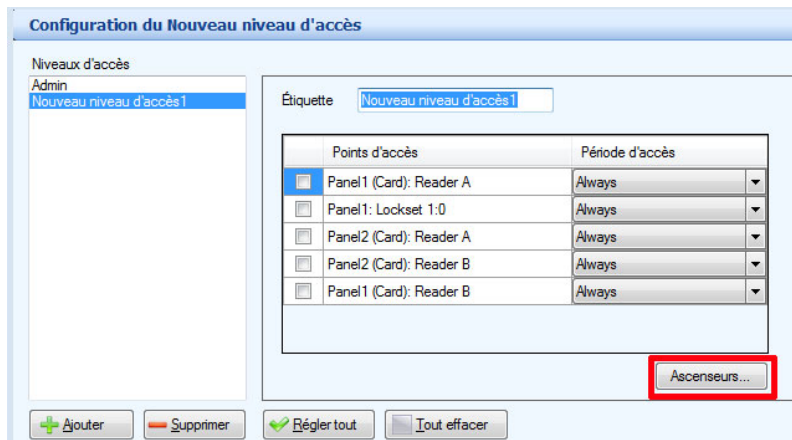 Configuration du Nouveau niveau d'accès
Niveaux d'accès
Admin
Nouveau niveau d'accès1
Étiquette Nouveau niveau d'accès1
Points d'accès Période d'accès
Panel1 (Card): Reader A Always
Panel1: Lockset 1:0 Always
Panel2 (Card): Reader A Always
Panel2 (Card): Reader B Always
Panel1 (Card): Reader B Always
Ascenseurs...
Ajouter Supprimer Régler tout Tout effacer